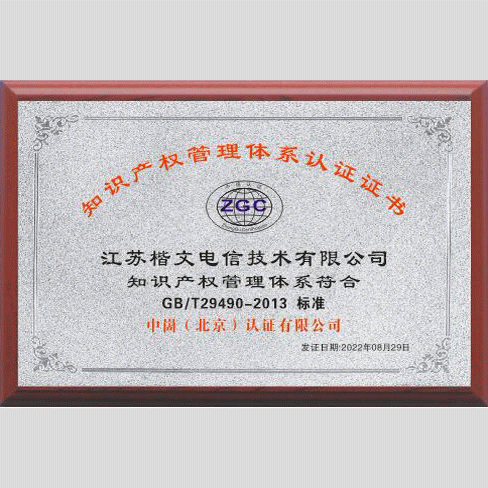 知识产权管理体系认证证书
ZGC
江苏楷文电信技术有限公司
知识产权管理体系符合
GB/T29490-2013 标准
中崮（北京）认证有限公司
发证日期:2022年08月29日